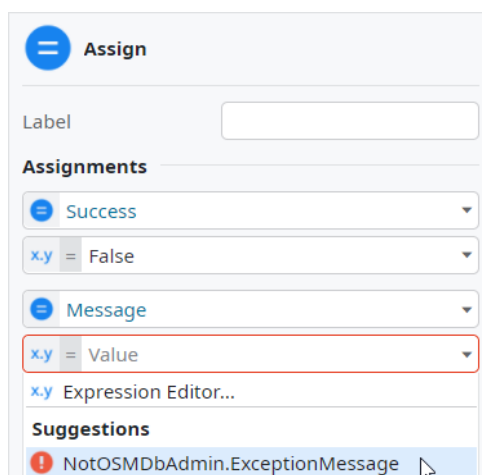 Assign
Label
Assignments
Success
x.y = False
Message
x.y = Value
x.y Expression Editor...
Suggestions
NotOSMDbAdmin.ExceptionMessage